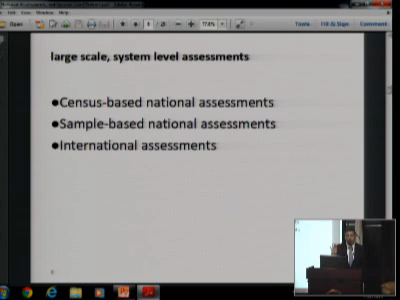 large scale, system level assessments
●Census-based national assessments
●Sample-based national assessments
●International assessments